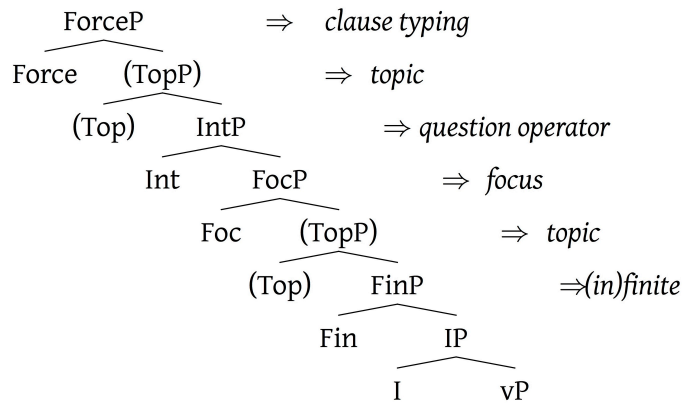 ForceP ⇒ clause typing
Force (TopP) ⇒ topic
(Top) IntP ⇒ question operator
Int FocP ⇒ focus
Foc (TopP) ⇒ topic
(Top) FinP ⇒(in)finite
Fin IP
I vP